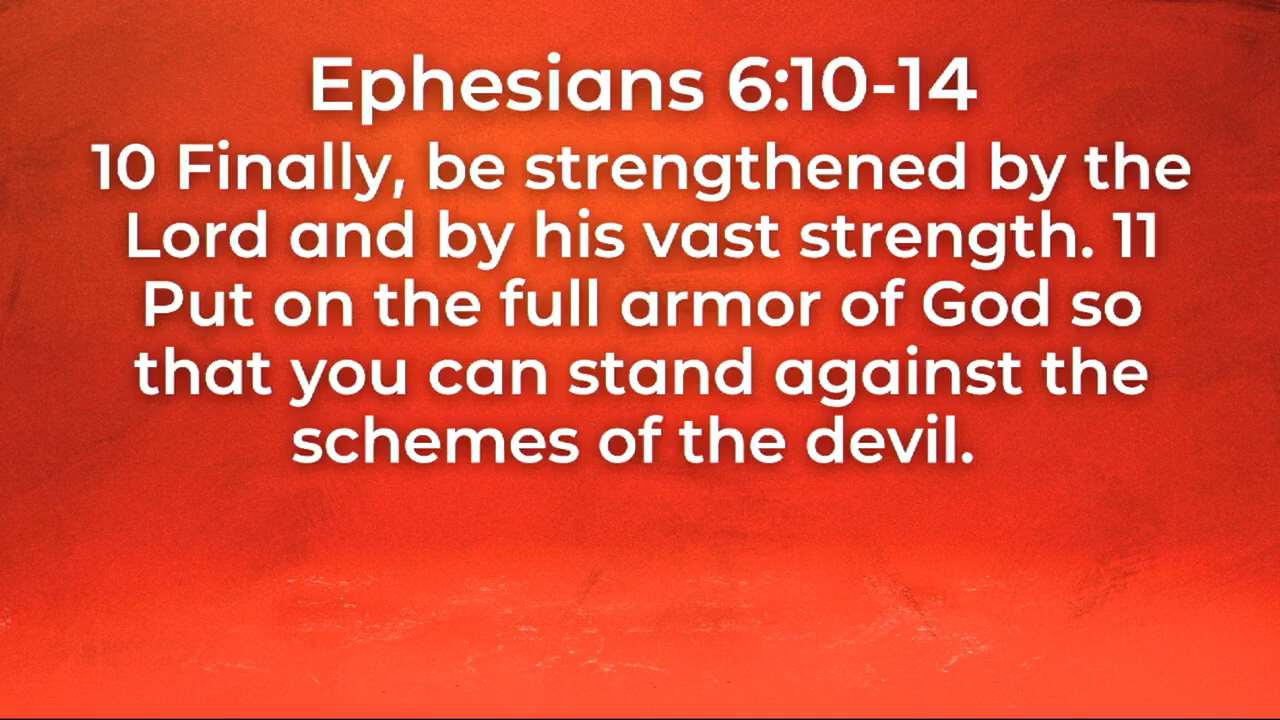 Ephesians 6:10-14
10 Finally, be strengthened by the
Lord and by his vast strength. 11
Put on the full armor of God so
that you can stand against the
schemes of the devil.